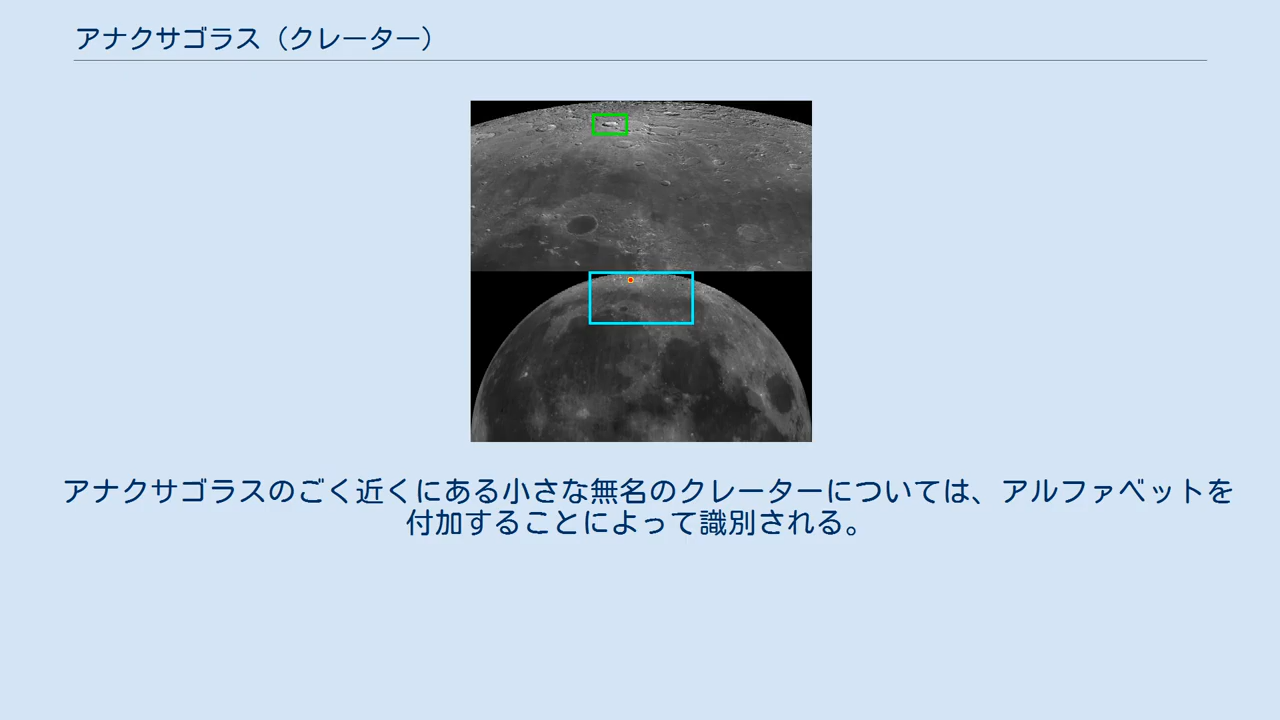 アナクサゴラス（クレーター）
アナクサゴラスのごく近くにある小さな無名のクレーターについては、アルファベットを
付加することによって識別される。